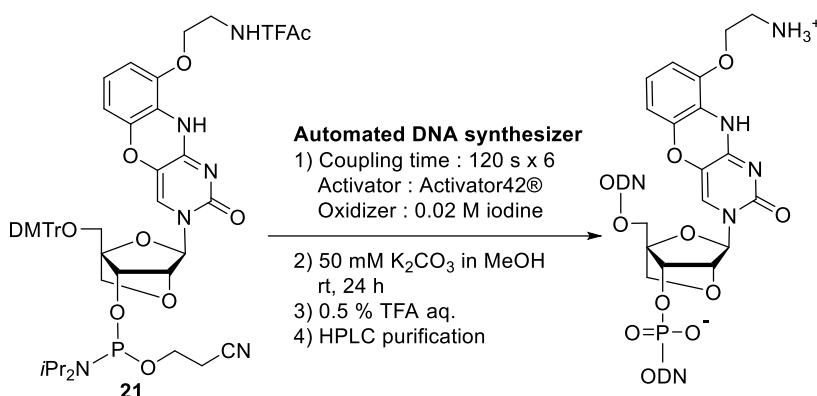 NHTFAc
O
NH
O
N
N
O
DMTrO
O
O
O
P
O
CN
iPr₂N
21
Automated DNA synthesizer
1) Coupling time : 120 s x 6
Activator : Activator42®
Oxidizer : 0.02 M iodine
2) 50 mM K₂CO₃ in MeOH
rt, 24 h
3) 0.5 % TFA aq.
4) HPLC purification
NH₃⁺
O
NH
O
N
N
O
ODN
O
O
O
O
O=P-O⁻
ODN